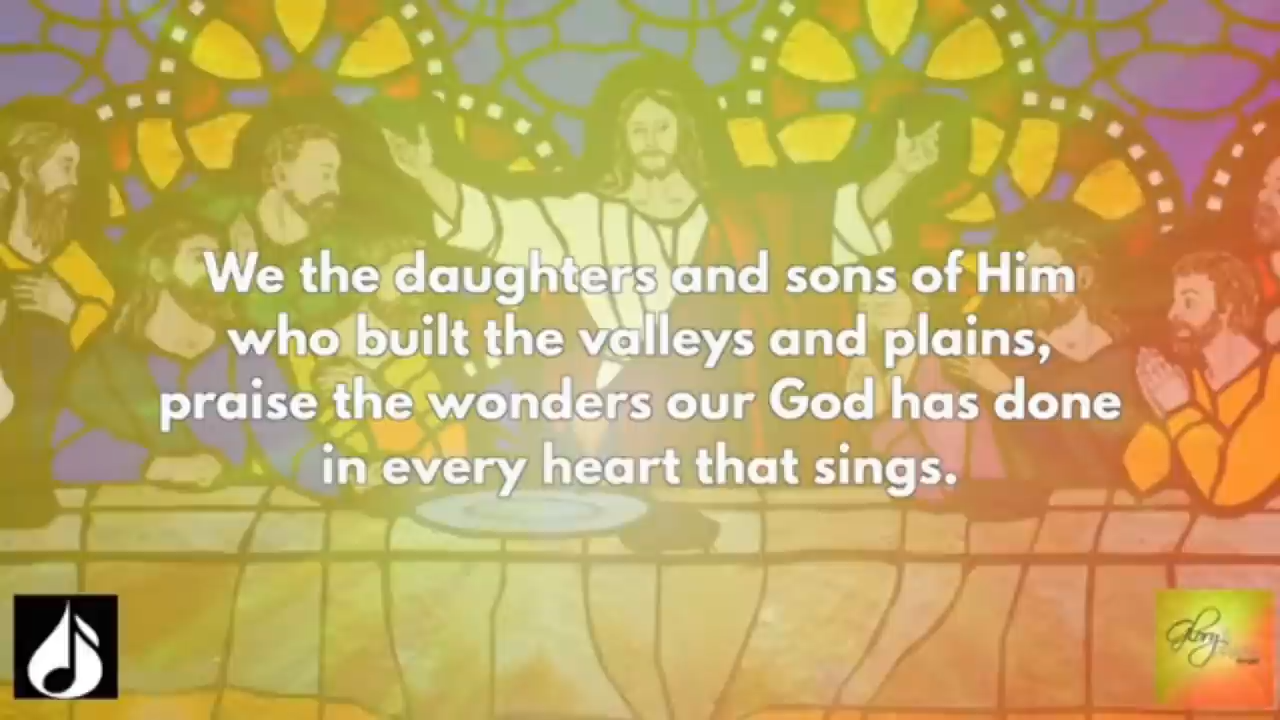 We the daughters and sons of Him
who built the valleys and plains,
praise the wonders our God has done
in every heart that sings.
Glory